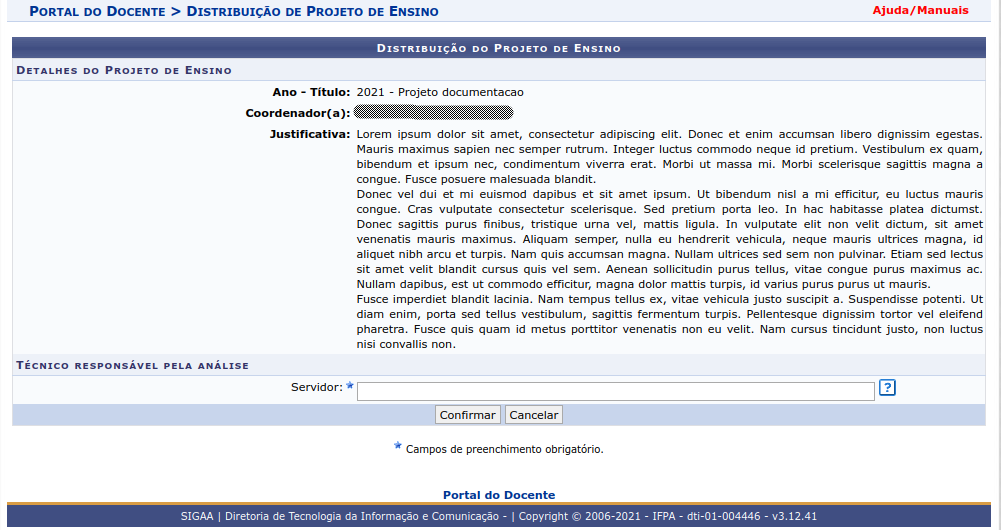 Portal do Docente > Distribuição de Projeto de Ensino
Ajuda/Manuais
Distribuição do Projeto de Ensino
Detalhes do Projeto de Ensino
Ano - Título: 2021 - Projeto documentacao
Coordenador(a):
Justificativa: Lorem ipsum dolor sit amet, consectetur adipiscing elit. Donec et enim accumsan libero dignissim egestas.
Mauris maximus sapien nec semper rutrum. Integer luctus commodo neque id pretium. Vestibulum ex quam,
bibendum et ipsum nec, condimentum viverra erat. Morbi ut massa mi. Morbi scelerisque sagittis magna a
congue. Fusce posuere malesuada blandit.
Donec vel dui et mi euismod dapibus et sit amet ipsum. Ut bibendum nisl a mi efficitur, eu luctus mauris
congue. Cras vulputate consectetur scelerisque. Sed pretium porta leo. In hac habitasse platea dictumst.
Donec sagittis purus finibus, tristique urna vel, mattis ligula. In vulputate elit non velit dictum, sit amet
venenatis mauris maximus. Aliquam semper, nulla eu hendrerit vehicula, neque mauris ultrices magna, id
aliquet nibh arcu et turpis. Nam quis accumsan magna. Nullam ultrices sed sem non pulvinar. Etiam sed lectus
sit amet velit blandit cursus quis vel sem. Aenean sollicitudin purus tellus, vitae congue purus maximus ac.
Nullam dapibus, est ut commodo efficitur, magna dolor mattis turpis, id varius purus purus ut mauris.
Fusce imperdiet blandit lacinia. Nam tempus tellus ex, vitae vehicula justo suscipit a. Suspendisse potenti. Ut
diam enim, porta sed tellus vestibulum, sagittis fermentum turpis. Pellentesque dignissim tortor vel eleifend
pharetra. Fusce quis quam id metus porttitor venenatis non eu velit. Nam cursus tincidunt justo, non luctus
nisi convallis non.
Técnico responsável pela análise
Servidor: ?
Confirmar Cancelar
Campos de preenchimento obrigatório.
Portal do Docente
SIGAA | Diretoria de Tecnologia da Informação e Comunicação - | Copyright © 2006-2021 - IFPA - dti-01-004446 - v3.12.41